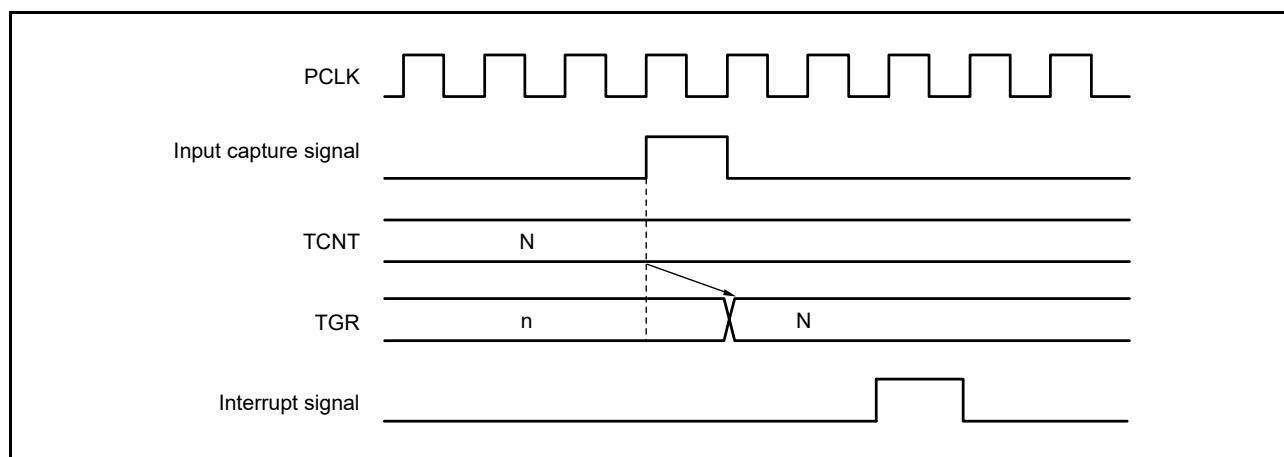 PCLK
Input capture signal
TCNT
N
TGR
n
N
Interrupt signal